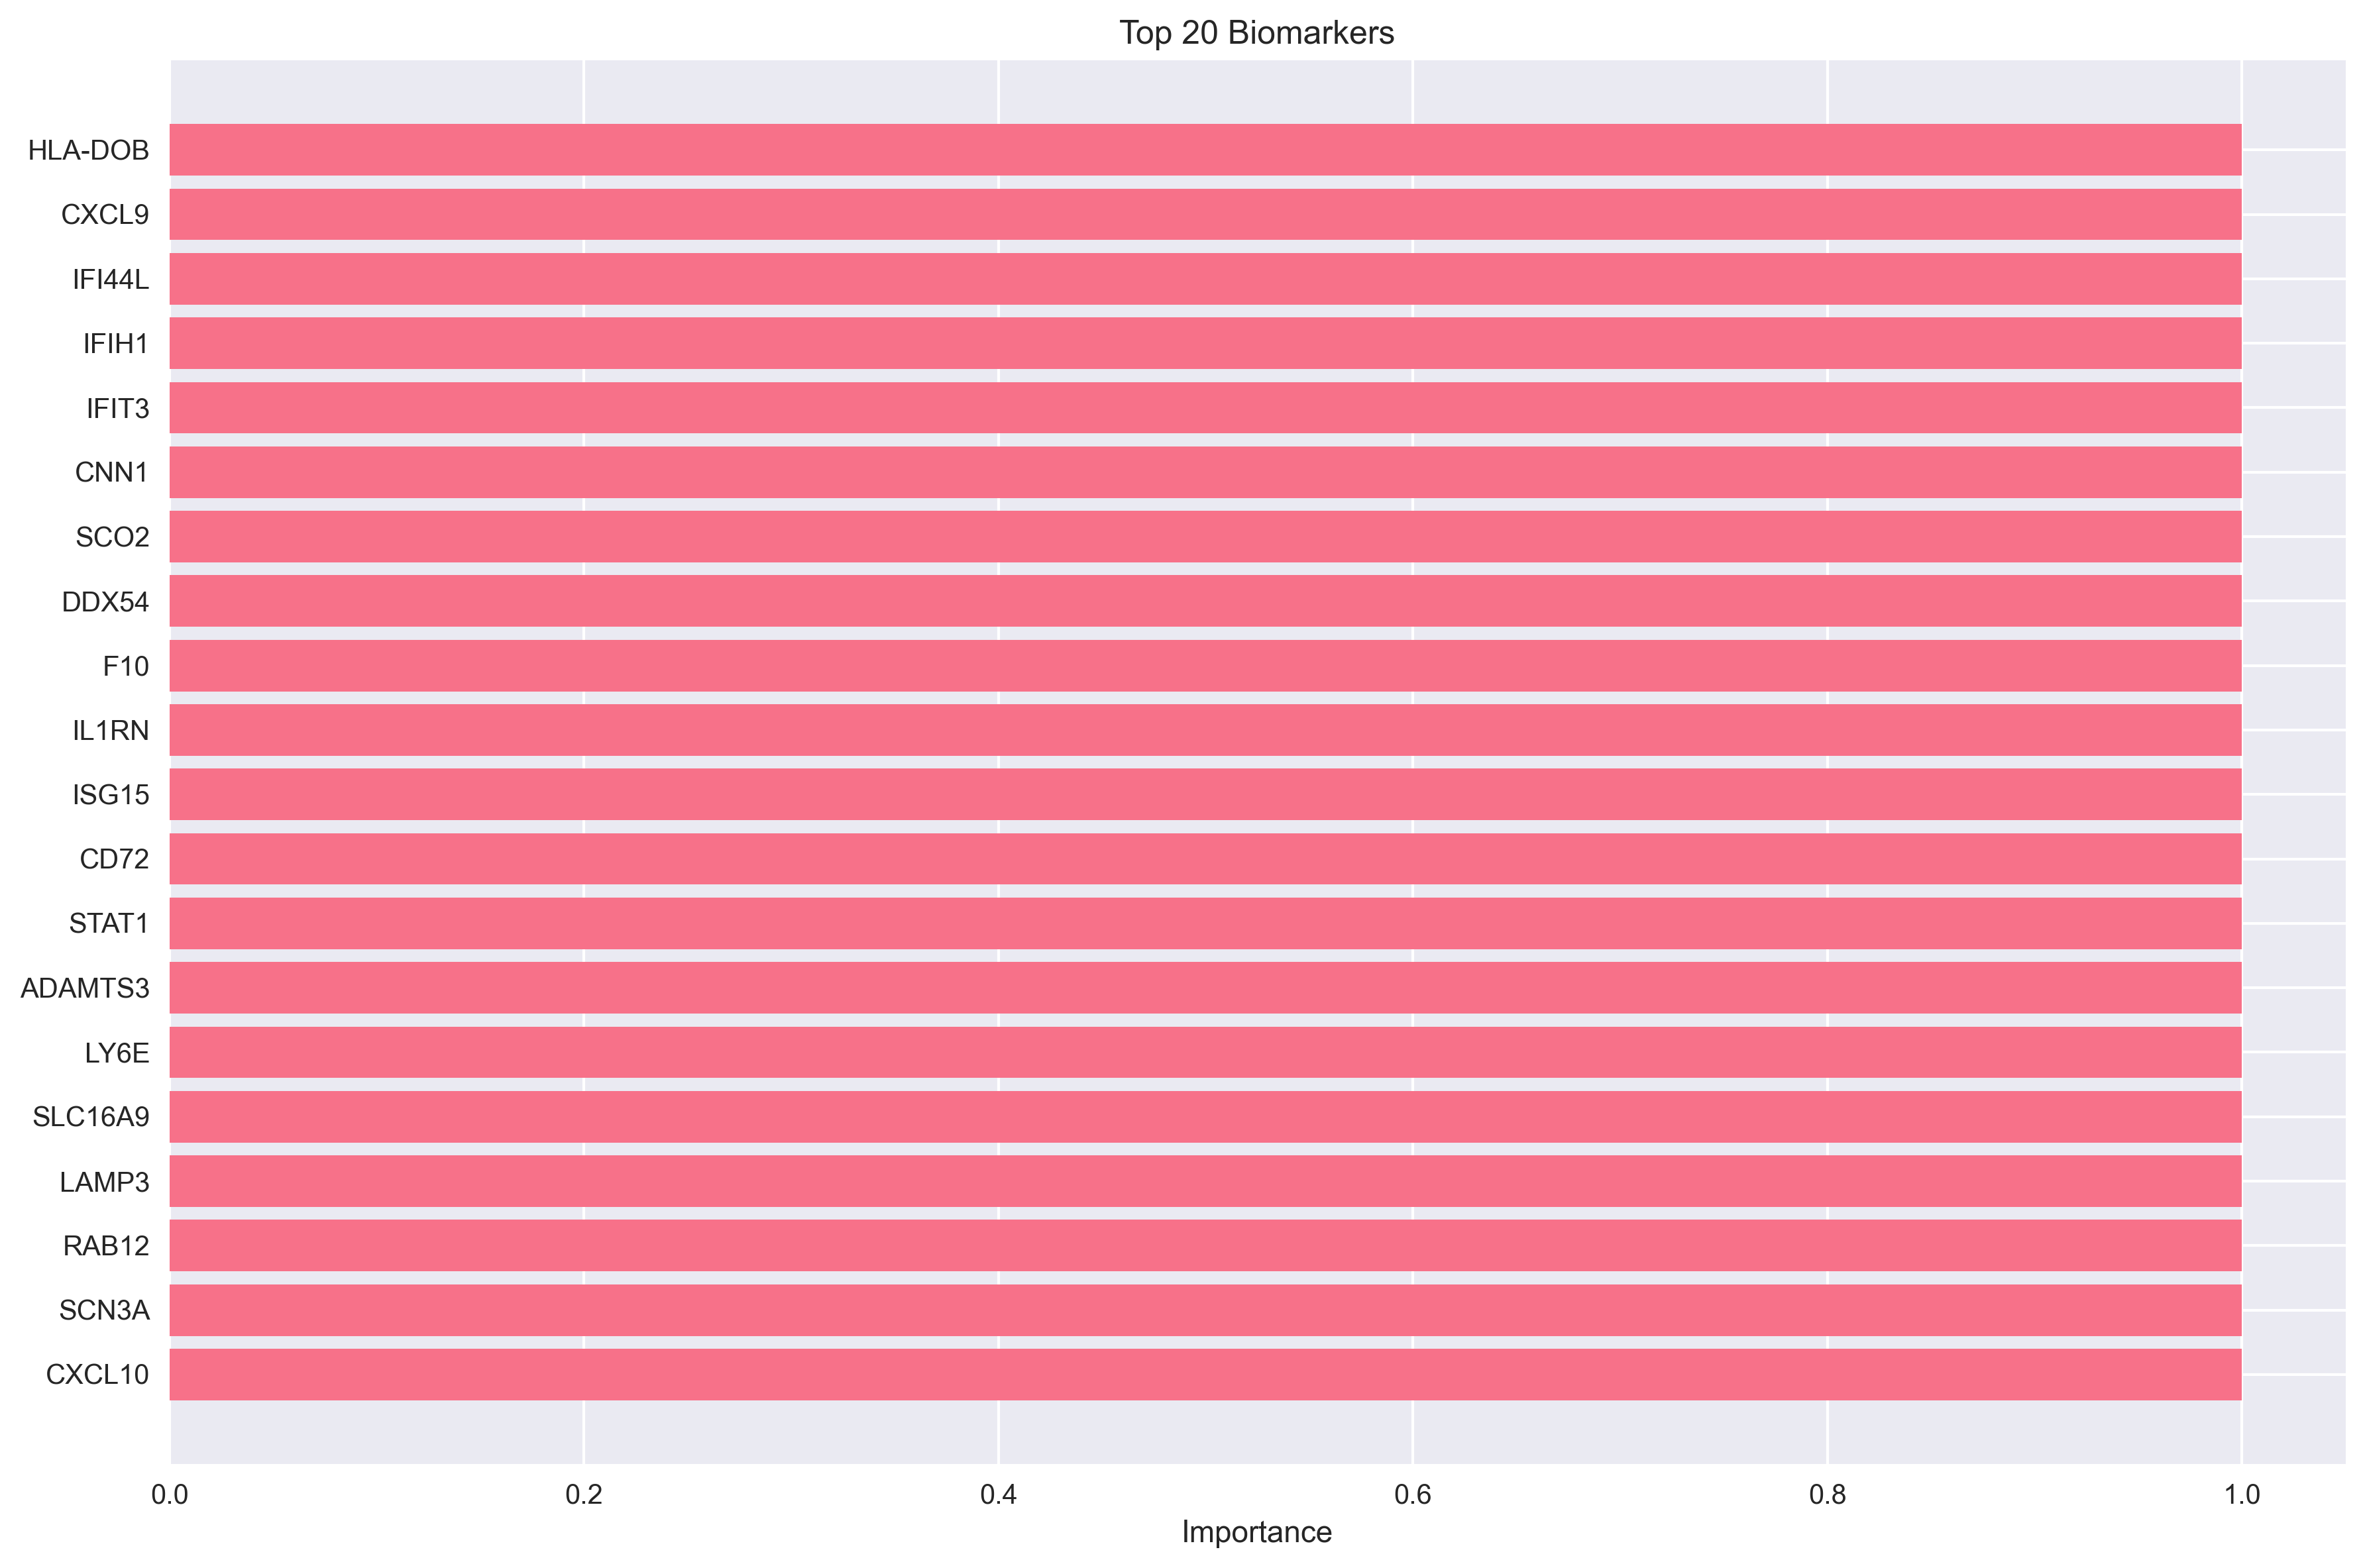 Top 20 Biomarkers
HLA-DOB
CXCL9
IFI44L
IFIH1
IFIT3
CNN1
SCO2
DDX54
F10
IL1RN
ISG15
CD72
STAT1
ADAMTS3
LY6E
SLC16A9
LAMP3
RAB12
SCN3A
CXCL10
0.0 0.2 0.4 0.6 0.8 1.0
Importance